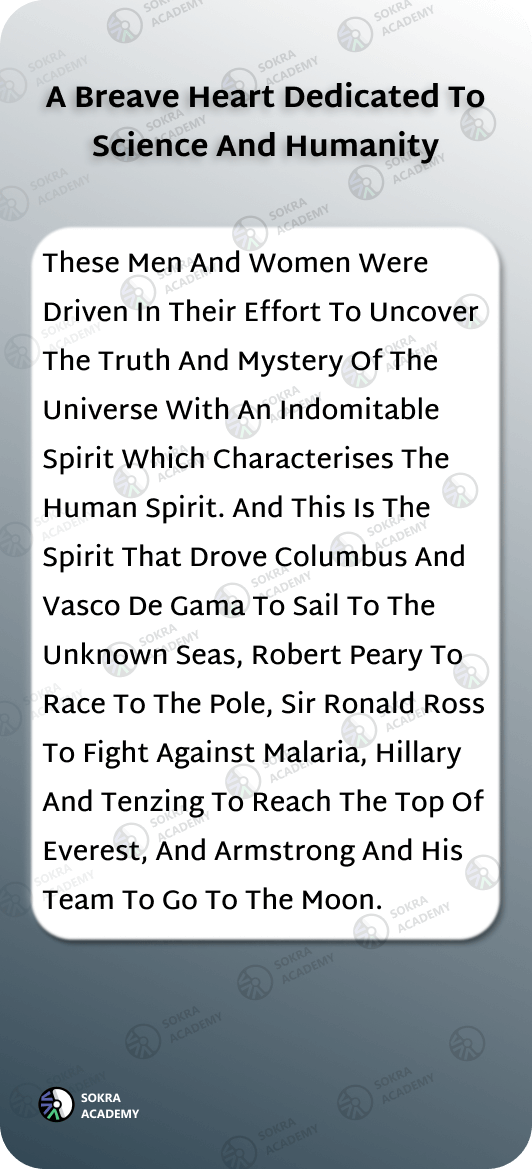 A Breave Heart Dedicated To
Science And Humanity
These Men And Women Were
Driven In Their Effort To Uncover
The Truth And Mystery Of The
Universe With An Indomitable
Spirit Which Characterises The
Human Spirit. And This Is The
Spirit That Drove Columbus And
Vasco De Gama To Sail To The
Unknown Seas, Robert Peary To
Race To The Pole, Sir Ronald Ross
To Fight Against Malaria, Hillary
And Tenzing To Reach The Top Of
Everest, And Armstrong And His
Team To Go To The Moon.
SOKRA
ACADEMY